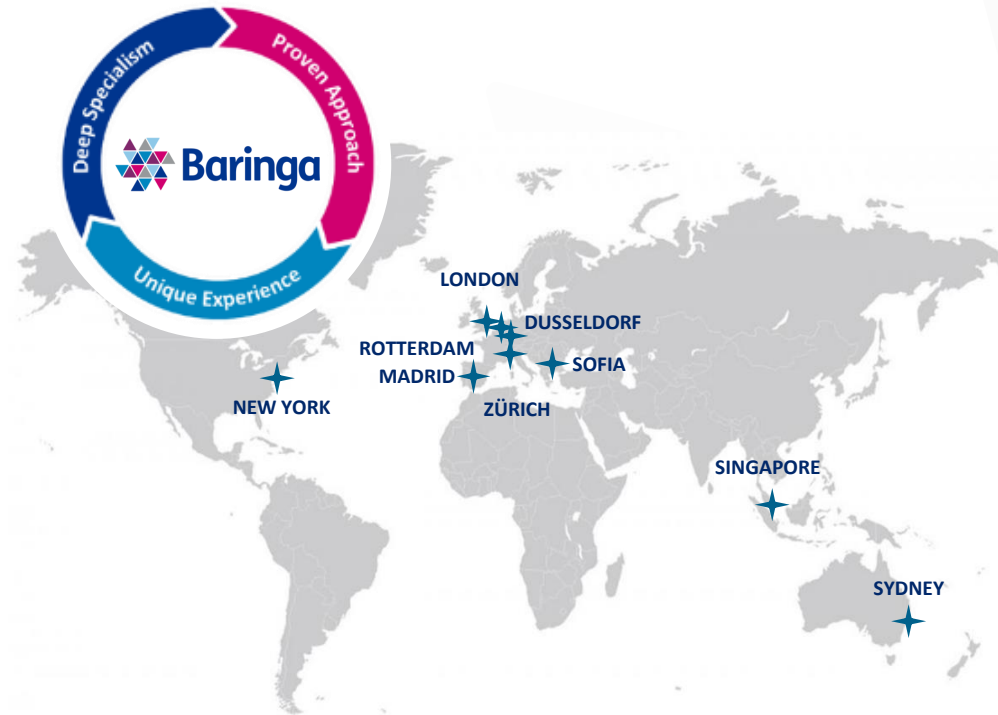 Deep Specialism
Proven Approach
Baringa
Unique Experience
LONDON
DUSSELDORF
ROTTERDAM
SOFIA
MADRID
NEW YORK
ZÜRICH
SINGAPORE
SYDNEY